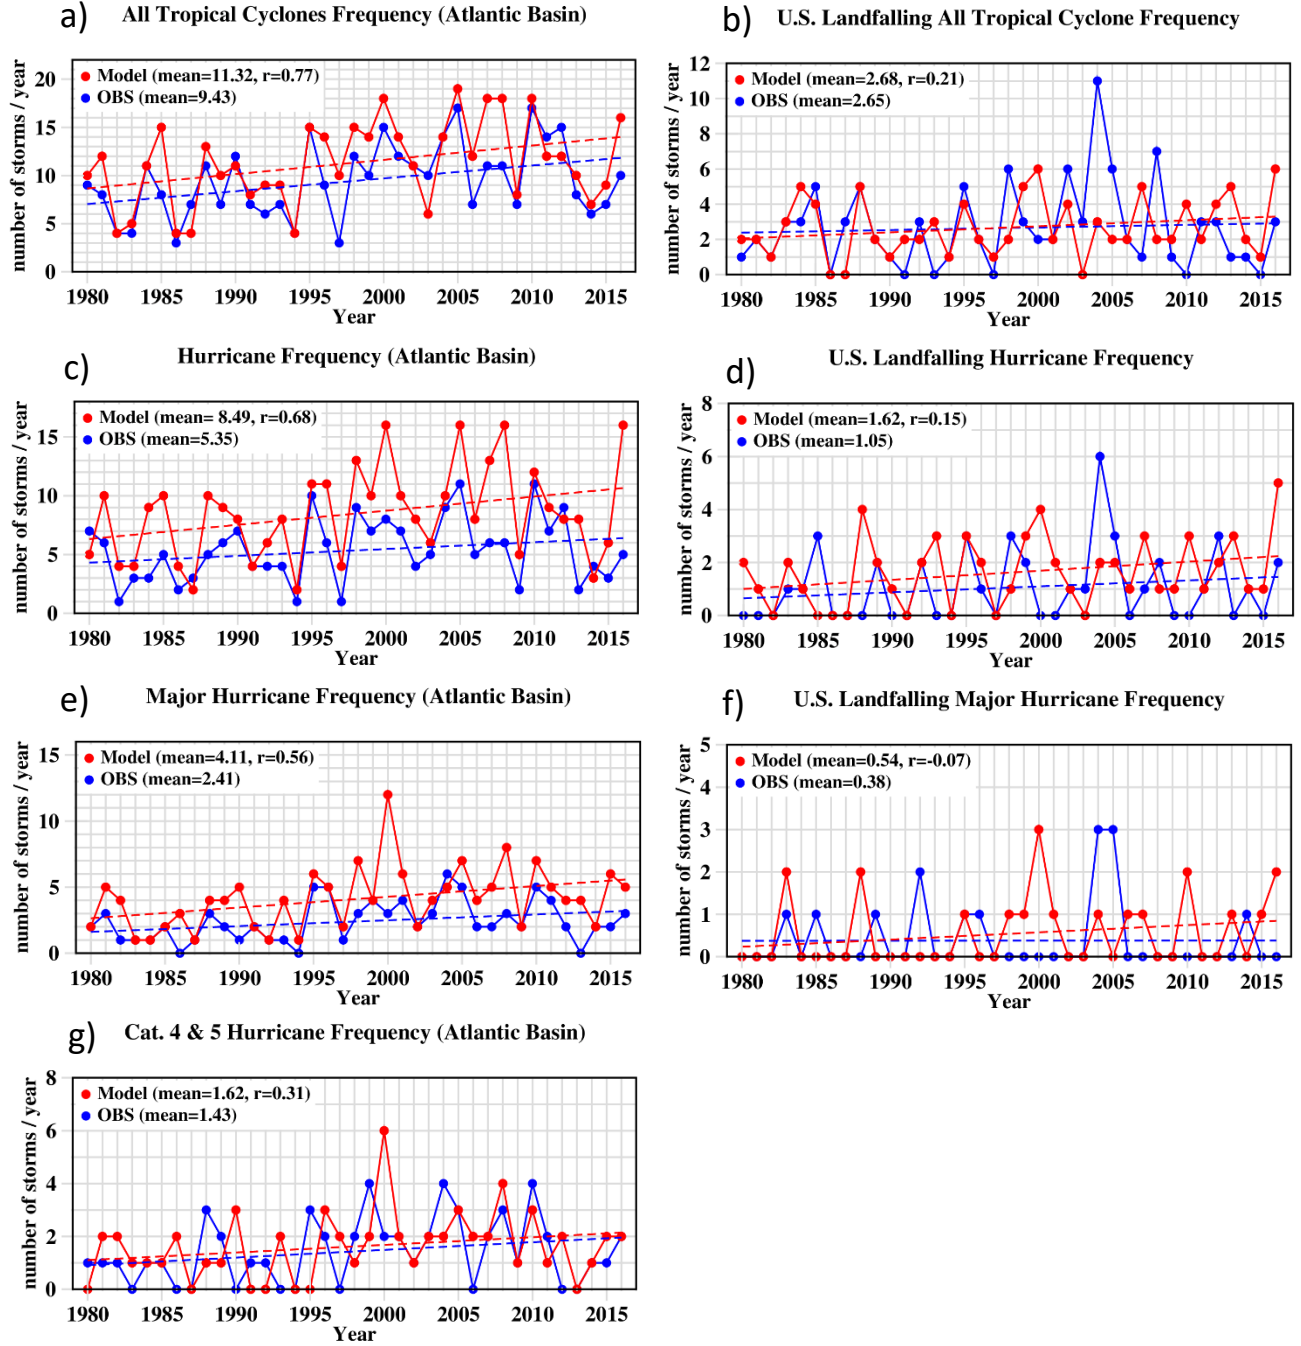 a)
All Tropical Cyclones Frequency (Atlantic Basin)
number of storms / year
20
15
10
5
0
Model (mean=11.32, r=0.77)
OBS (mean=9.43)
1980 1985 1990 1995 2000 2005 2010 2015
Year
b)
U.S. Landfalling All Tropical Cyclone Frequency
number of storms / year
12
10
8
6
4
2
0
Model (mean=2.68, r=0.21)
OBS (mean=2.65)
1980 1985 1990 1995 2000 2005 2010 2015
Year
c)
Hurricane Frequency (Atlantic Basin)
number of storms / year
15
10
5
0
Model (mean= 8.49, r=0.68)
OBS (mean=5.35)
1980 1985 1990 1995 2000 2005 2010 2015
Year
d)
U.S. Landfalling Hurricane Frequency
number of storms / year
8
6
4
2
0
Model (mean=1.62, r=0.15)
OBS (mean=1.05)
1980 1985 1990 1995 2000 2005 2010 2015
Year
e)
Major Hurricane Frequency (Atlantic Basin)
number of storms / year
15
10
5
0
Model (mean=4.11, r=0.56)
OBS (mean=2.41)
1980 1985 1990 1995 2000 2005 2010 2015
Year
f)
U.S. Landfalling Major Hurricane Frequency
number of storms / year
5
4
3
2
1
0
Model (mean=0.54, r=-0.07)
OBS (mean=0.38)
1980 1985 1990 1995 2000 2005 2010 2015
Year
g)
Cat. 4 & 5 Hurricane Frequency (Atlantic Basin)
number of storms / year
8
6
4
2
0
Model (mean=1.62, r=0.31)
OBS (mean=1.43)
1980 1985 1990 1995 2000 2005 2010 2015
Year